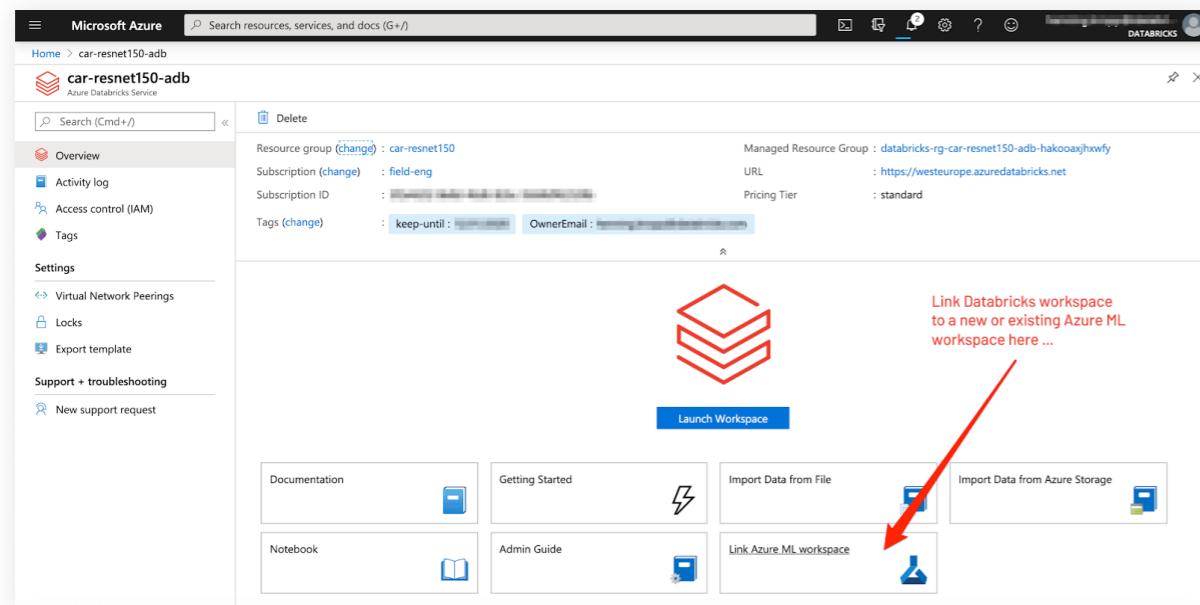 Microsoft Azure
Search resources, services, and docs (G+/)
2
DATABRICKS
Home > car-resnet150-adb
car-resnet150-adb
Azure Databricks Service
Search (Cmd+/)
«
Overview
Activity log
Access control (IAM)
Tags
Settings
Virtual Network Peerings
Locks
Export template
Support + troubleshooting
New support request
Delete
Resource group (change) : car-resnet150
Subscription (change) : field-eng
Subscription ID :
Tags (change) : keep-until : OwnerEmail :
Managed Resource Group : databricks-rg-car-resnet150-adb-hakooaxjhxwfy
URL : https://westeurope.azuredatabricks.net
Pricing Tier : standard
Link Databricks workspace
to a new or existing Azure ML
workspace here ...
Launch Workspace
Documentation
Getting Started
Import Data from File
Import Data from Azure Storage
Notebook
Admin Guide
Link Azure ML workspace